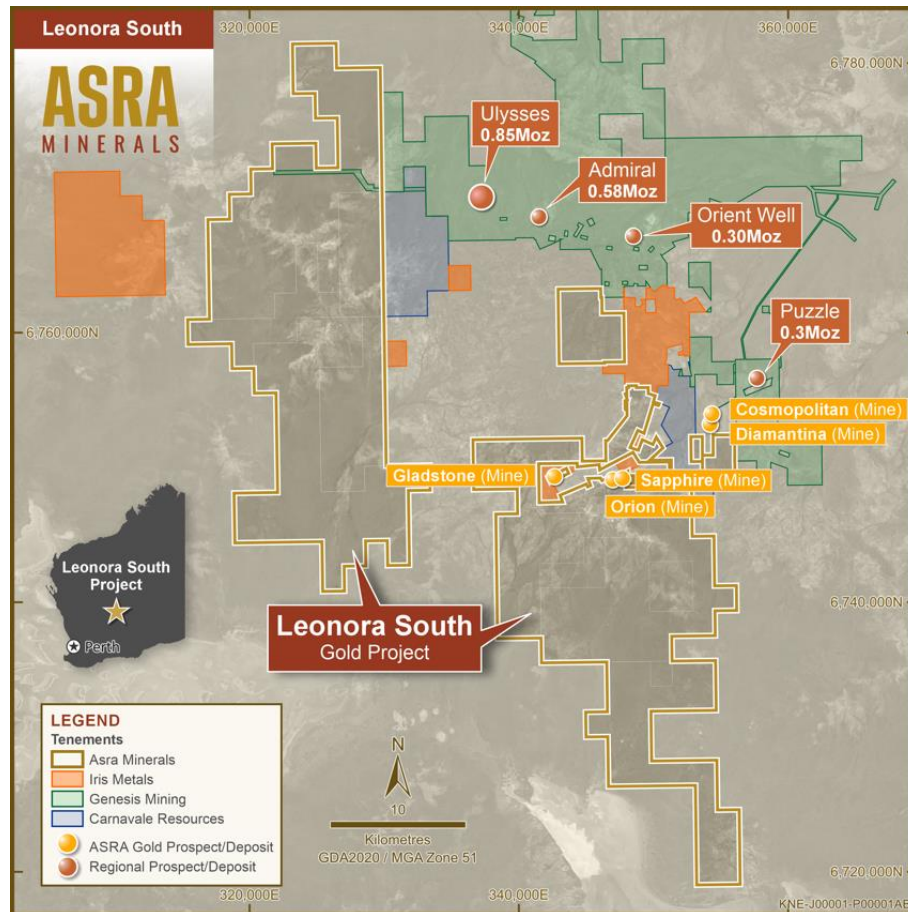 Leonora South
ASRA
MINERALS
320,000E
340,000E
360,000E
6,780,000N
Ulysses
0.85Moz
Admiral
0.58Moz
Orient Well
0.30Moz
6,760,000N
Puzzle
0.3Moz
Cosmopolitan (Mine)
Diamantina (Mine)
Gladstone (Mine)
Sapphire (Mine)
Orion (Mine)
Leonora South
Project
Perth
Leonora South
Gold Project
6,740,000N
LEGEND
Tenements
Asra Minerals
Iris Metals
Genesis Mining
Carnavale Resources
ASRA Gold Prospect/Deposit
Regional Prospect/Deposit
N
10
Kilometres
GDA2020 / MGA Zone 51
6,720,000N
320,000E
340,000E
KNE-J00001-P00001AE